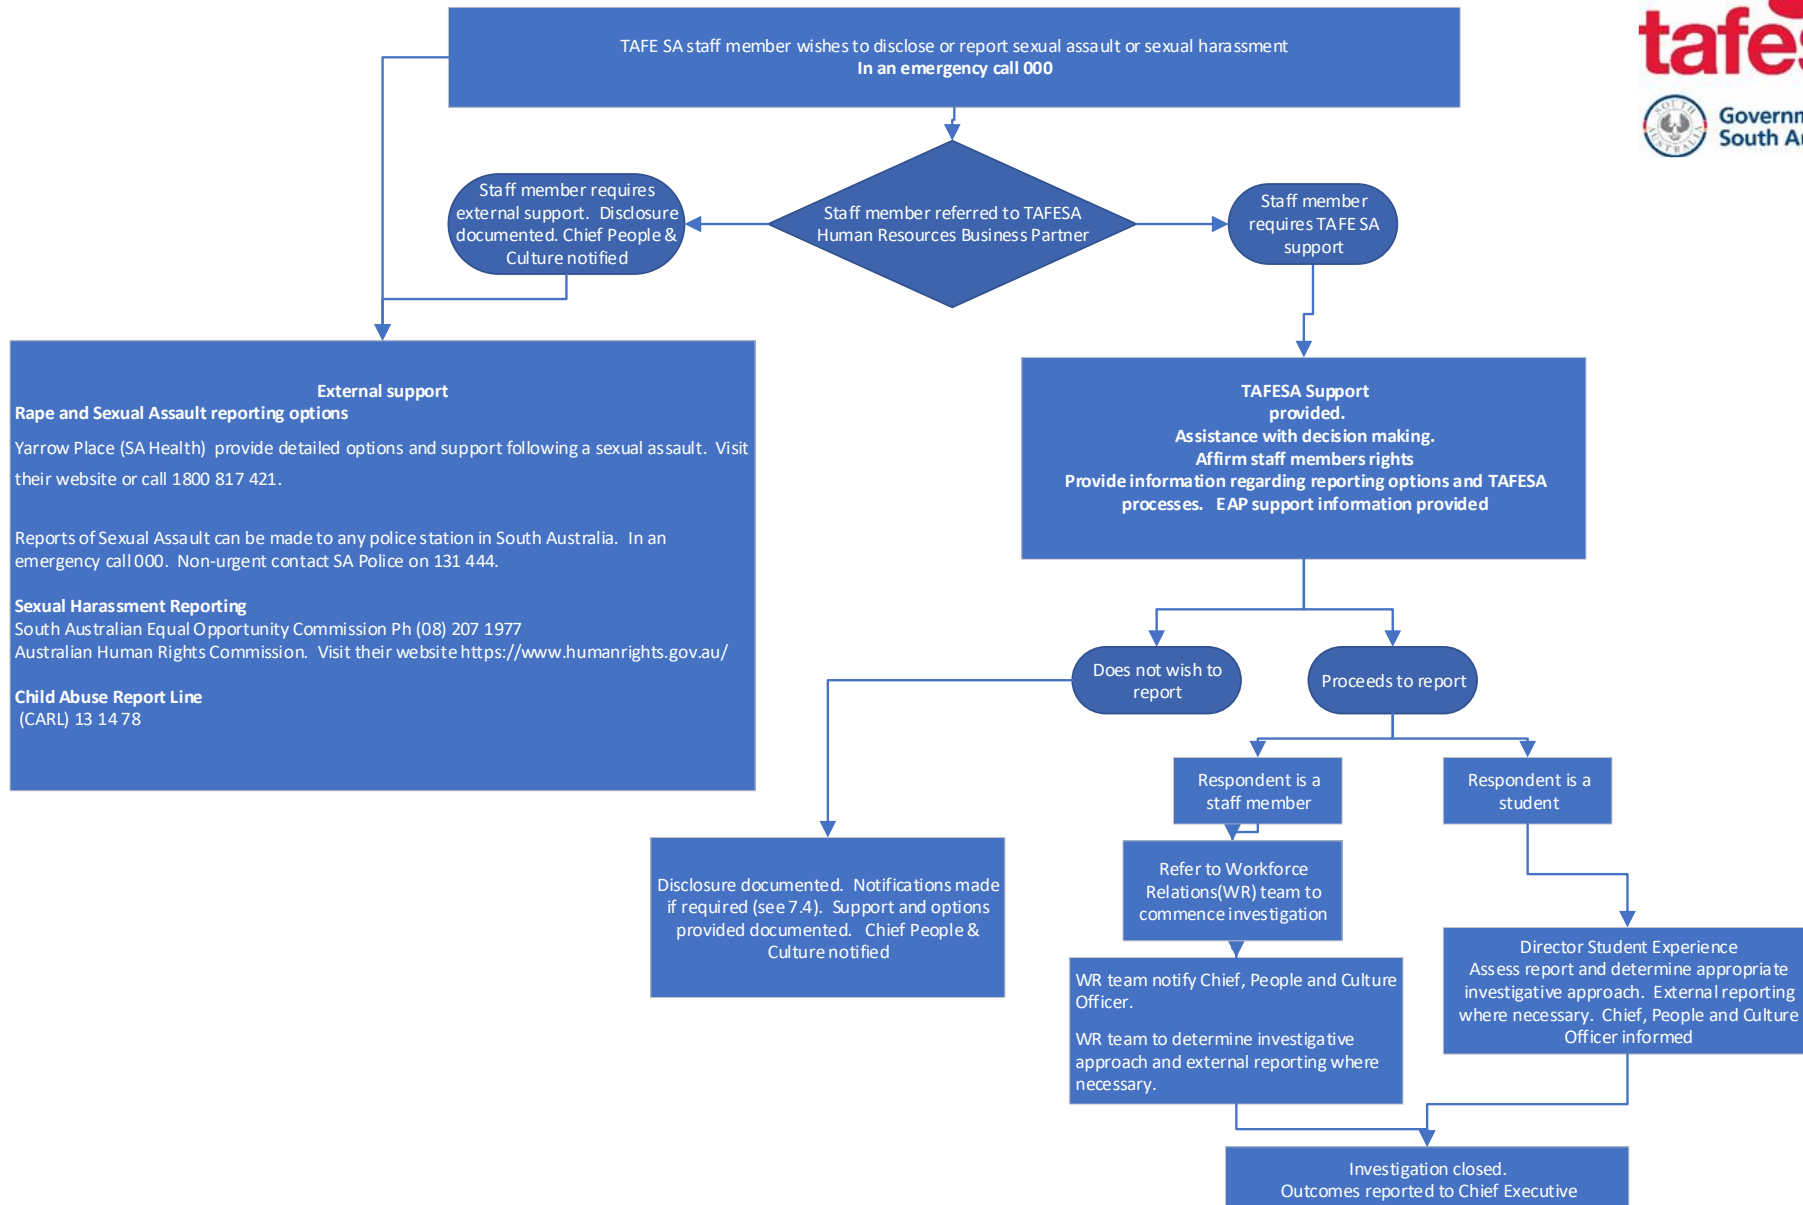 TAFE SA staff member wishes to disclose or report sexual assault or sexual harassment
In an emergency call 000
tafes
Governm
South Au
Staff member requires
external support.  Disclosure
documented. Chief People &
Culture notified
Staff member referred to TAFESA
Human Resources Business Partner
Staff member
requires TAFE SA
support
External support
Rape and Sexual Assault reporting options
Yarrow Place (SA Health)  provide detailed options and support following a sexual assault.  Visit
their website or call 1800 817 421.
Reports of Sexual Assault can be made to any police station in South Australia.  In an
emergency call 000.  Non-urgent contact SA Police on 131 444.
Sexual Harassment Reporting
South Australian Equal Opportunity Commission Ph (08) 207 1977
Australian Human Rights Commission.  Visit their website https://www.humanrights.gov.au/
Child Abuse Report Line
(CARL) 13 14 78
TAFESA Support
provided.
Assistance with decision making.
Affirm staff members rights
Provide information regarding reporting options and TAFESA
processes.   EAP support information provided
Does not wish to
report
Proceeds to report
Respondent is a
staff member
Respondent is a
student
Disclosure documented.  Notifications made
if required (see 7.4).  Support and options
provided documented.   Chief People &
Culture notified
Refer to Workforce
Relations(WR) team to
commence investigation
WR team notify Chief, People and Culture
Officer.
WR team to determine investigative
approach and external reporting where
necessary.
Director Student Experience
Assess report and determine appropriate
investigative approach.  External reporting
where necessary.  Chief, People and Culture
Officer informed
Investigation closed.
Outcomes reported to Chief Executive